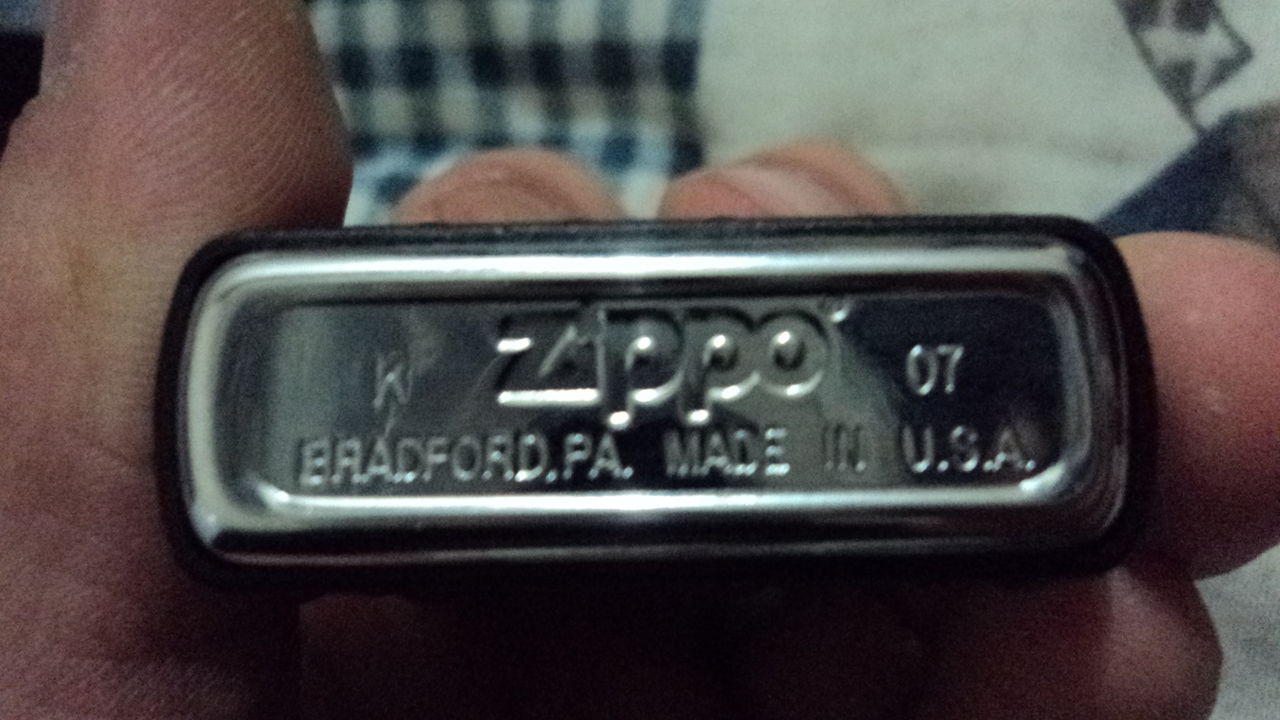 K Zippo® 07
BRADFORD,PA. MADE IN U.S.A.